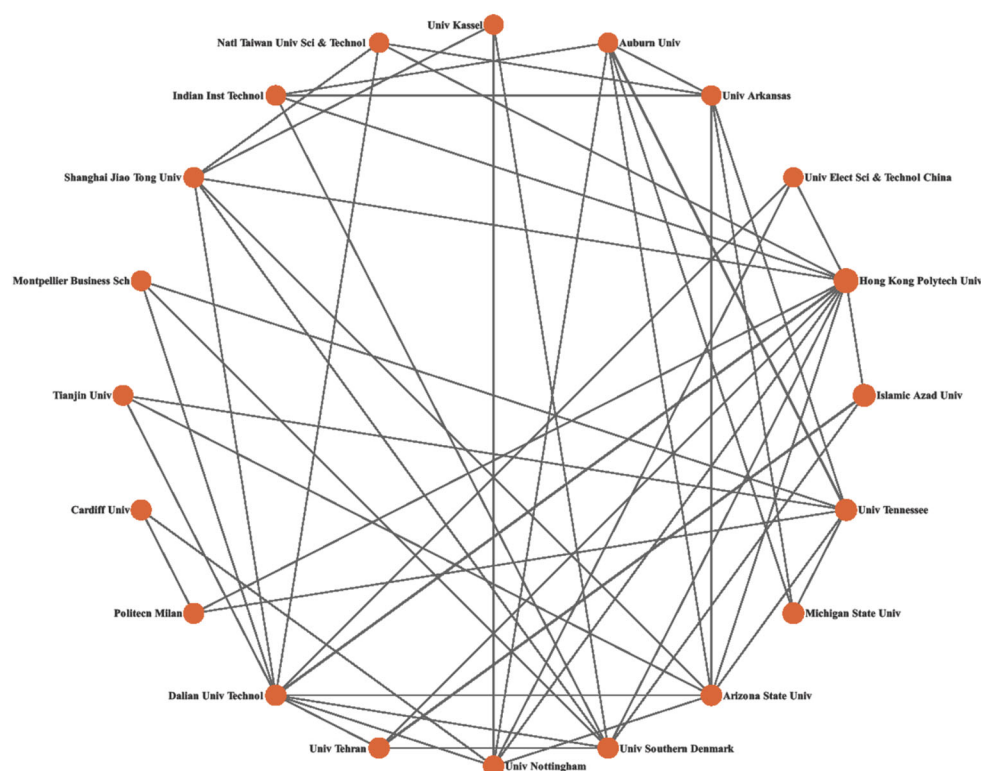 Univ Kassel
Natl Taiwan Univ Sci & Technol
Auburn Univ
Indian Inst Technol
Univ Arkansas
Shanghai Jiao Tong Univ
Univ Elect Sci & Technol China
Montpellier Business Sch
Hong Kong Polytech Univ
Tianjin Univ
Islamic Azad Univ
Cardiff Univ
Univ Tennessee
Politecn Milan
Michigan State Univ
Dalian Univ Technol
Arizona State Univ
Univ Tehran
Univ Southern Denmark
Univ Nottingham